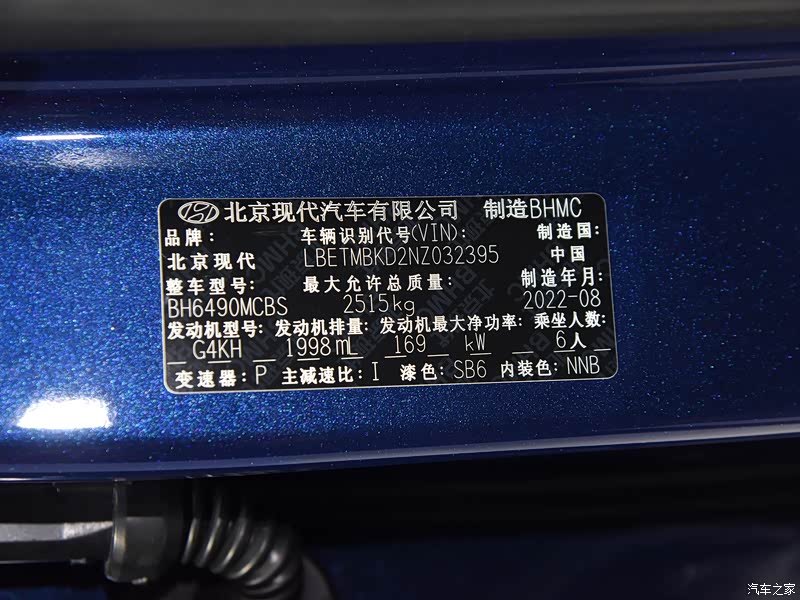 北京现代汽车有限公司 制造BHMC
品牌： 车辆识别代号(VIN)： 制造国：
北京现代 LBETMBKD2NZ032395 中国
整车型号： 最大允许总质量： 制造年月：
BH6490MCBS 2515kg 2022-08
发动机型号： 发动机排量： 发动机最大净功率： 乘坐人数：
G4KH 1998mL 169 kW 6人
变速器：P 主减速比：I 漆色：SB6 内装色：NNB
汽车之家